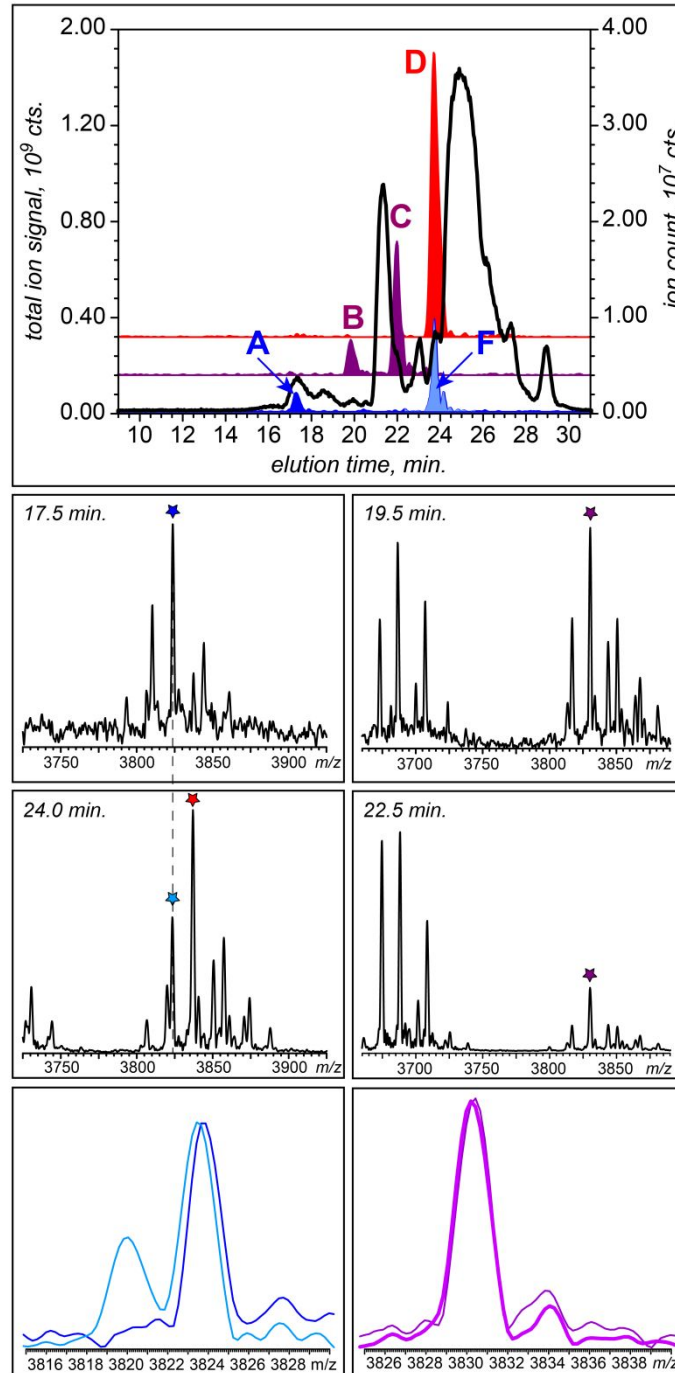 2.00
1.20
0.80
0.40
0.00
total ion signal, 10⁹ cts.
4.00
3.00
2.00
1.00
0.00
ion count, 10⁷ cts
D
C
B
A
F
10 12 14 16 18 20 22 24 26 28 30
elution time, min.
17.5 min.
3750 3800 3850 3900 m/z
19.5 min.
3700 3750 3800 3850 m/z
24.0 min.
3750 3800 3850 3900 m/z
22.5 min.
3700 3750 3800 3850 m/z
3816 3818 3820 3822 3824 3826 3828 m/z
3826 3828 3830 3832 3834 3836 3838 m/z